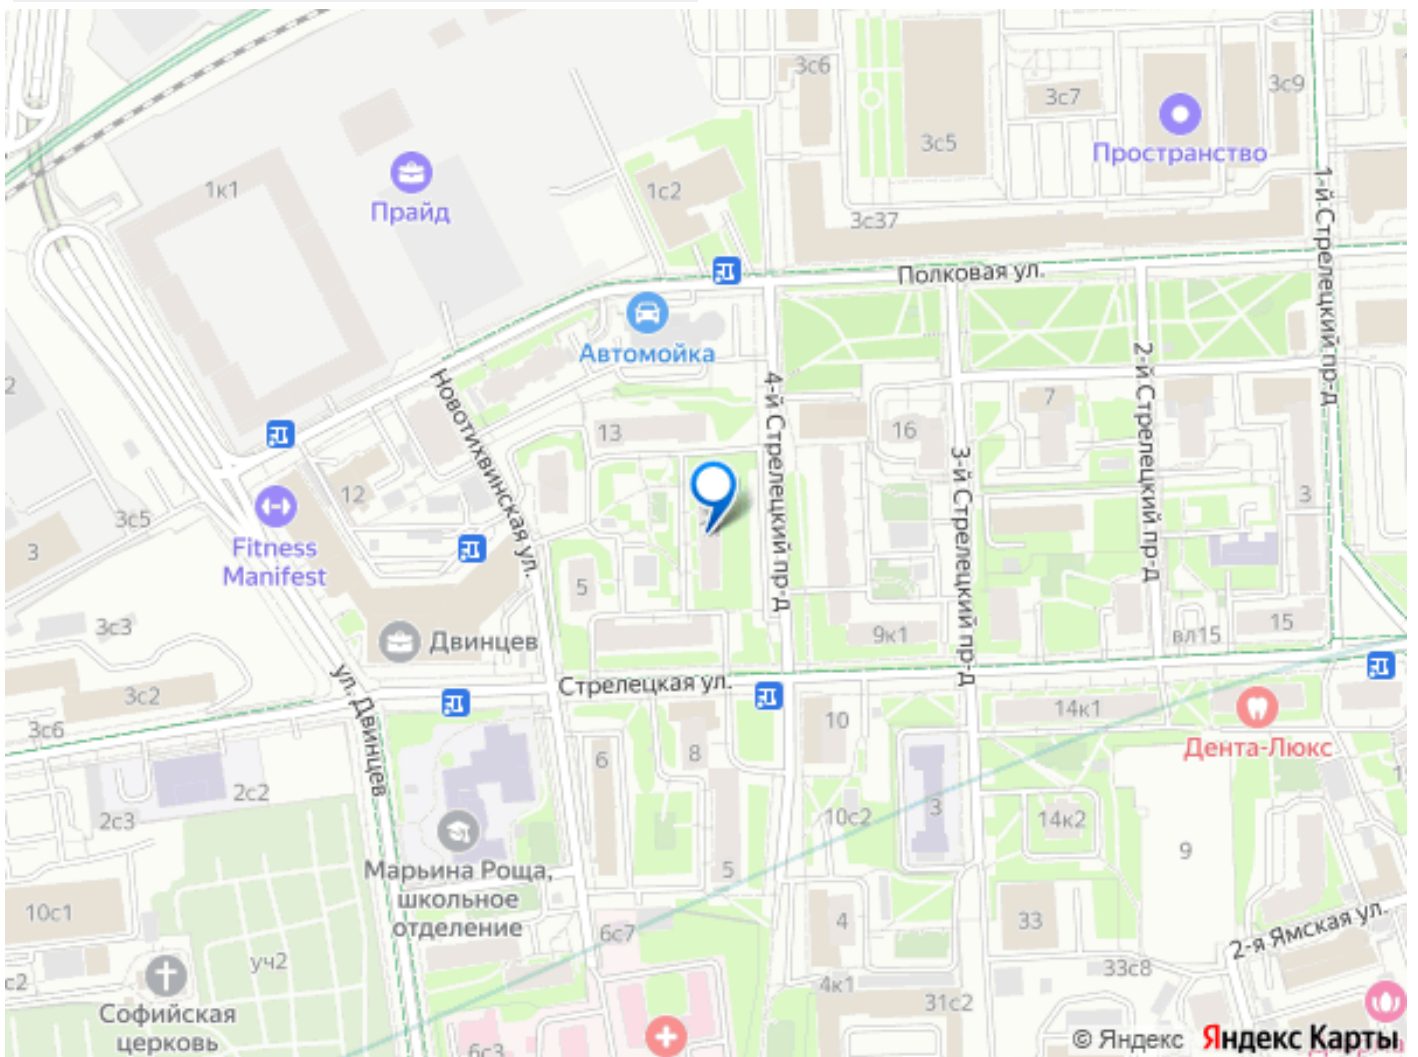 3с6
3с7
3с9
3с5
Пространство
1к1
Прайд
1с2
3с37
1-й Стрелецкий пр-д
Полковая ул.
Автомойка
2
Новотихвинская ул.
4-й Стрелецкий пр-д
2-й Стрелецкий пр-д
7
13
16
3-й Стрелецкий пр-д
12
3
3с5
3
Fitness
Manifest
5
3с3
Двинцев
9к1
вл15
15
ул. Двинцев
Стрелецкая ул.
3с2
3с6
10
14к1
Дента-Люкс
8
6
2с2
2с3
10с2
3
14к2
9
Марьина Роща,
школьное
отделение
5
10с1
6с7
4
33
2-я Ямская ул.
уч2
33с8
с2
4к1
31с2
Софийская
церковь
6с3
© Яндекс
Яндекс Карты